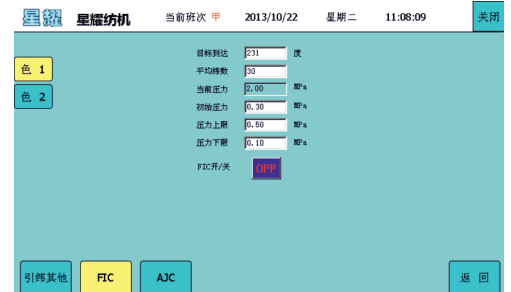 星耀 星耀纺机 当前班次 甲 2013/10/22 星期二 11:08:09 关闭
色 1
色 2
目标到达 231 度
平均纬数 30
当前压力 2.00 MPa
初始压力 0.30 MPa
压力上限 0.50 MPa
压力下限 0.10 MPa
FIC开/关 OFF
引纬其他 FIC AJC 返 回